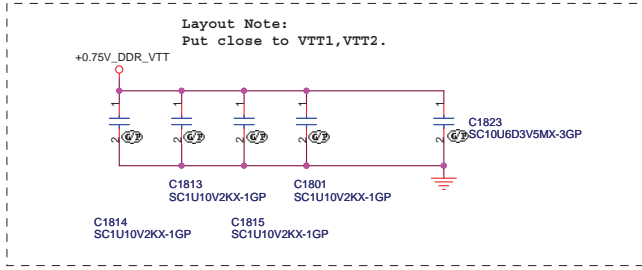 Layout Note:
Put close to VTT1,VTT2.
+0.75V_DDR_VTT
1 1 1 1 1
2 2 2 2 2
C1823
SC10U6D3V5MX-3GP
C1813
SC1U10V2KX-1GP
C1801
SC1U10V2KX-1GP
C1814
SC1U10V2KX-1GP
C1815
SC1U10V2KX-1GP